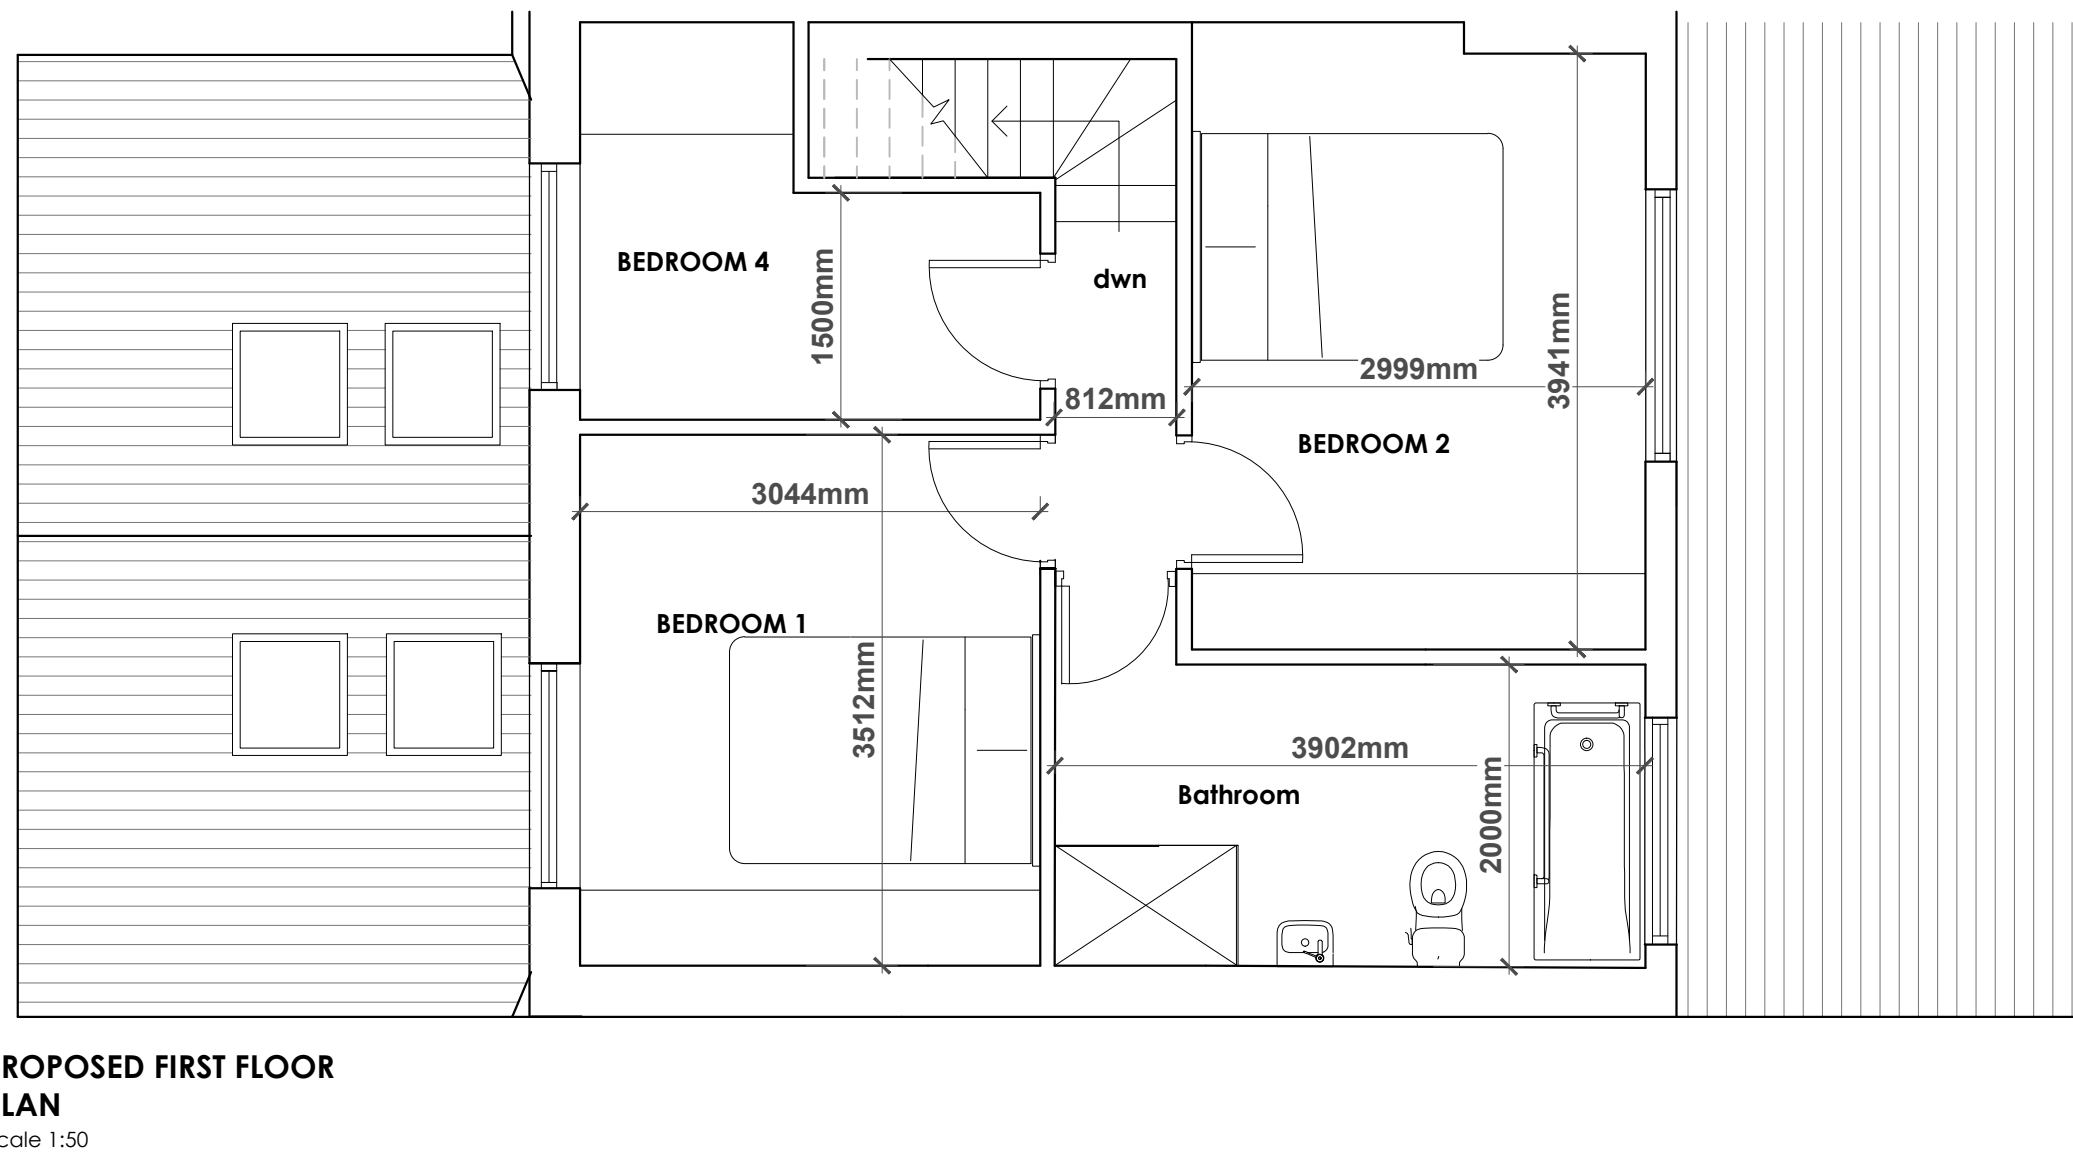 BEDROOM 4
dwn
1500mm
812mm
2999mm
3941mm
BEDROOM 2
3044mm
BEDROOM 1
3512mm
3902mm
Bathroom
2000mm
ROPOSED FIRST FLOOR
LAN
cale 1:50